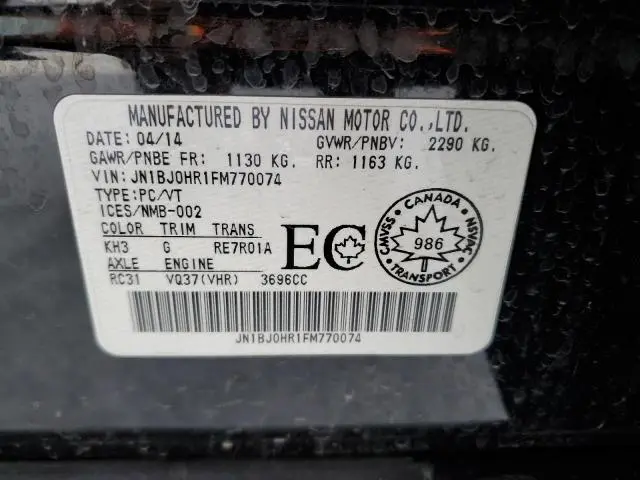 MANUFACTURED BY NISSAN MOTOR CO.,LTD.
DATE: 04/14 GVWR/PNBV: 2290 KG.
GAWR/PNBE FR: 1130 KG. RR: 1163 KG.
VIN: JN1BJ0HR1FM770074
TYPE:PC/VT
ICES/NMB-002
COLOR TRIM TRANS
KH3 G RE7R01A
AXLE ENGINE
RC31 VQ37(VHR) 3696CC
EC
CANADA
CMVSS 986 NSVAC
TRANSPORT
JN1BJ0HR1FM770074